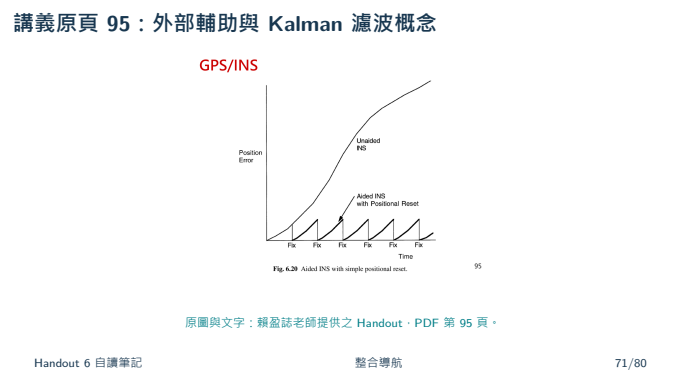 講義原頁 95：外部輔助與 Kalman 濾波概念
GPS/INS
Position
Error
Unaided
INS
Aided INS
with Positional Reset
Fix Fix Fix Fix Fix Fix
Time
Fig. 6.20 Aided INS with simple positional reset.
95
原圖與文字：賴盈誌老師提供之 Handout，PDF 第 95 頁。
Handout 6 自讀筆記 整合導航 71/80